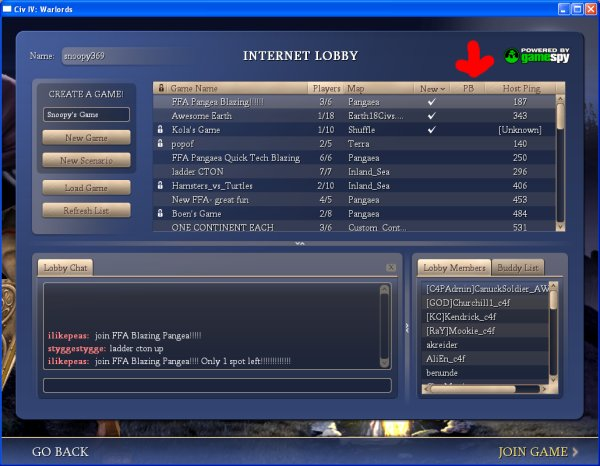 Civ IV: Warlords
Name: snoopy369
INTERNET LOBBY
POWERED BY
gamespy
CREATE A GAME!
Snoopy's Game
New Game
New Scenario
Load Game
Refresh List
Game Name Players Map New PB Host Ping
FFA Pangea Blazing!!!!!! 3/6 Pangaea 187
Awesome Earth 1/18 Earth18Civs.... 343
Kola's Game 1/10 Shuffle [Unknown]
popof 2/5 Terra 140
FFA Pangaea Quick Tech Blazing 6/6 Pangaea 250
ladder CTON 7/7 Inland_Sea 296
Hamsters_vs_Turtles 2/10 Inland_Sea 406
New FFA- great fun 4/5 Pangaea 453
Boen's Game 2/8 Pangaea 484
ONE CONTINENT EACH 3/6 Custom_Cont... 531
Lobby Chat
ilikepeas: join FFA Blazing Pangea!!!!!
styggestygge: ladder cton up
ilikepeas: join FFA Blazing Pangea!!!! Only 1 spot left!!!!!!!!!!!!!
Lobby Members Buddy List
[C4PAdmin]CanuckSoldier_AW
[GOD]Churchill1_c4f
[KC]Kendrick_c4f
[RaY]Mookie_c4f
akreider
AliEn_c4f
benunde
GO BACK
JOIN GAME